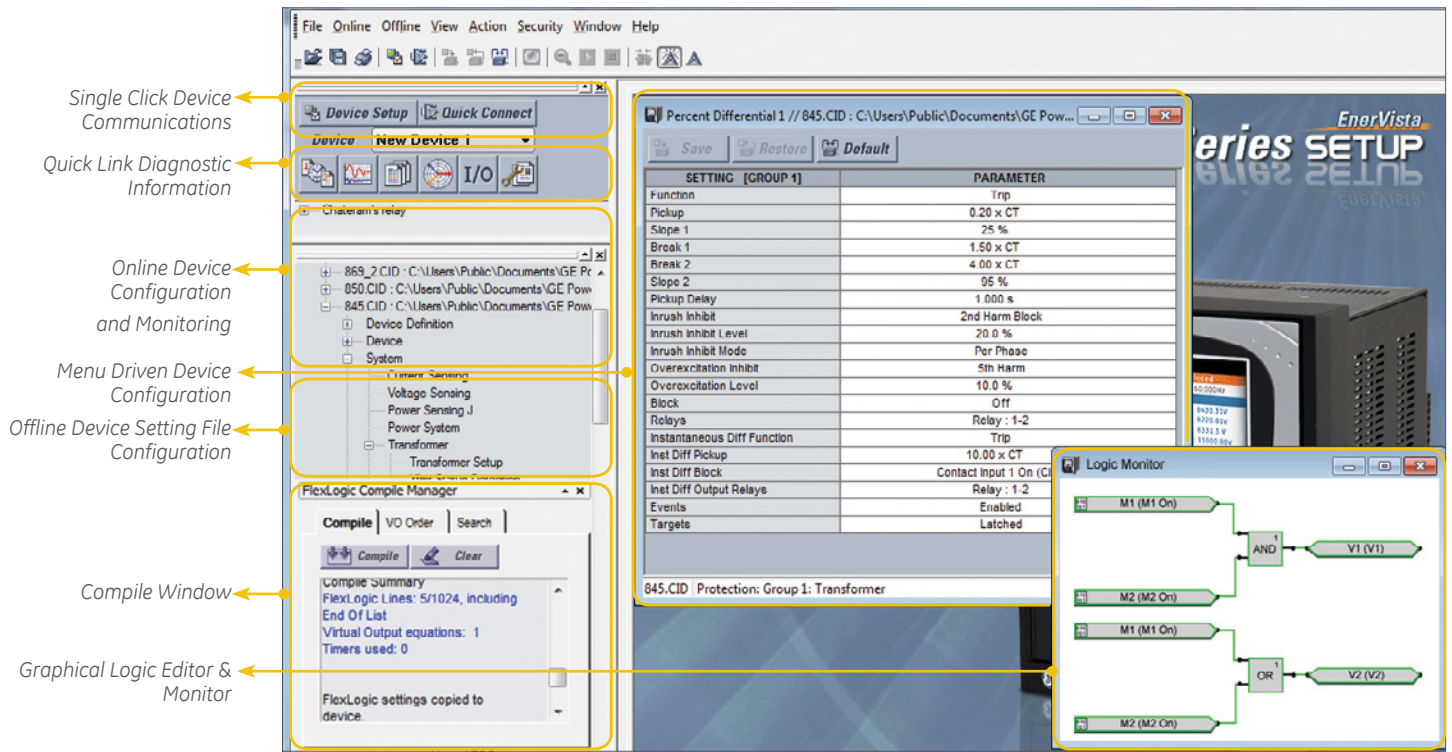 File Online Offline View Action Security Window Help
Single Click Device
Communications
Quick Link Diagnostic
Information
Online Device
Configuration
and Monitoring
Menu Driven Device
Configuration
Offline Device Setting File
Configuration
Compile Window
Graphical Logic Editor &
Monitor
Device Setup Quick Connect
Device New Device 1
I/O
Chateram's relay
869_2.CID : C:\Users\Public\Documents\GE Po
850.CID : C:\Users\Public\Documents\GE Pow
845.CID : C:\Users\Public\Documents\GE Pow
Device Definition
Device
System
Current Sensing
Voltage Sensing
Power Sensing J
Power System
Transformer
Transformer Setup
FlexLogic Compile Manager
Compile VO Order Search
Compile Clear
Compile Summary
FlexLogic Lines: 5/1024, including
End Of List
Virtual Output equations: 1
Timers used: 0
FlexLogic settings copied to
device.
Percent Differential 1 // 845.CID : C:\Users\Public\Documents\GE Pow...
Save Restore Default
SETTING [GROUP 1] PARAMETER
Function Trip
Pickup 0.20 x CT
Slope 1 25 %
Break 1 1.50 x CT
Break 2 4.00 x CT
Slope 2 95 %
Pickup Delay 1.000 s
Inrush Inhibit 2nd Harm Block
Inrush Inhibit Level 20.0 %
Inrush Inhibit Mode Per Phase
Overexcitation Inhibit 5th Harm
Overexcitation Level 10.0 %
Block Off
Relays Relay : 1-2
Instantaneous Diff Function Trip
Inst Diff Pickup 10.00 x CT
Inst Diff Block Contact Input 1 On (CI
Inst Diff Output Relays Relay : 1-2
Events Enabled
Targets Latched
845.CID Protection: Group 1: Transformer
EnerVista
eries SETUP
Logic Monitor
M1 (M1 On)
1
AND V1 (V1)
M2 (M2 On)
M1 (M1 On)
1
OR V2 (V2)
M2 (M2 On)